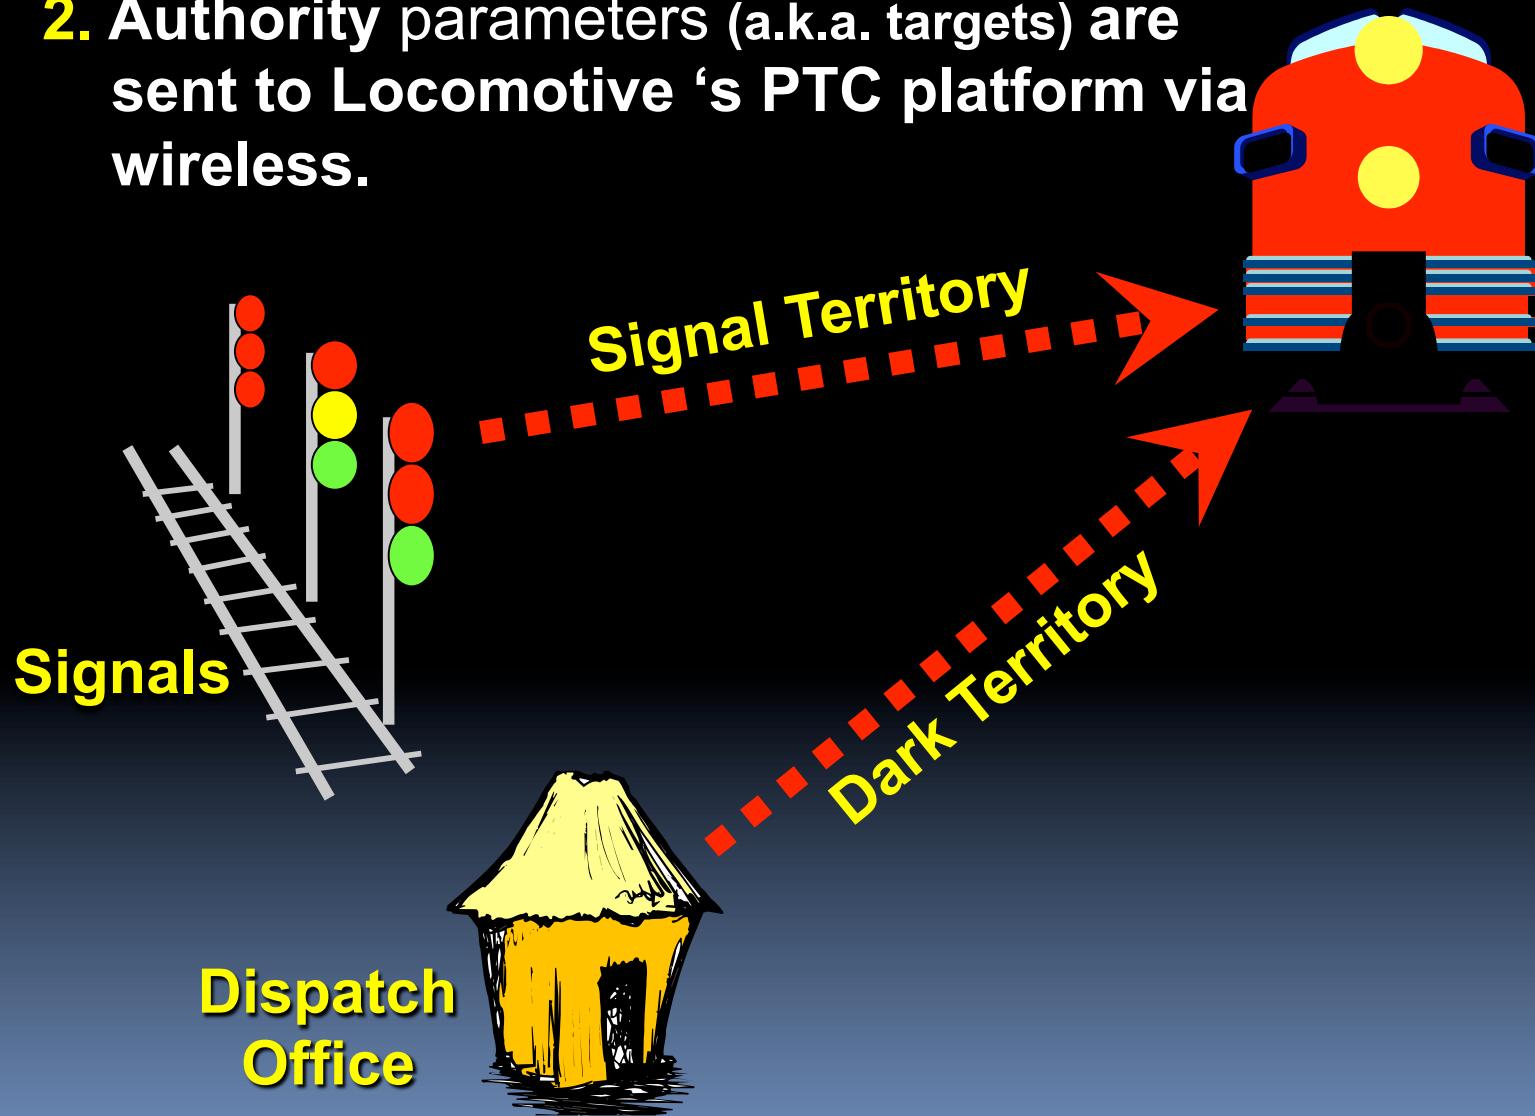 2. Authority parameters (a.k.a. targets) are
sent to Locomotive ‘s PTC platform via
wireless.
Signal Territory
Signals
Dark Territory
Dispatch
Office